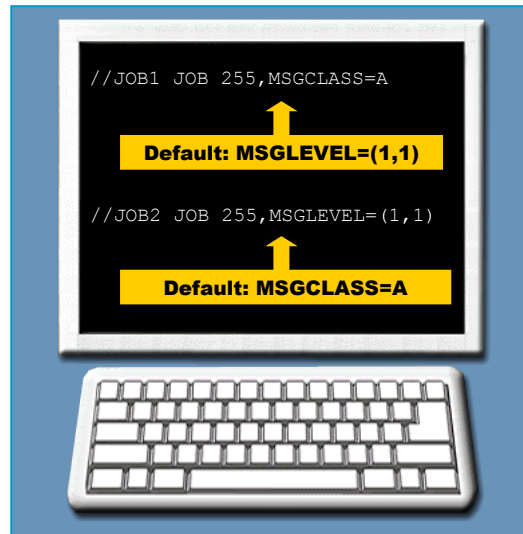 //JOB1 JOB 255,MSGCLASS=A
Default: MSGLEVEL=(1,1)
//JOB2 JOB 255,MSGLEVEL=(1,1)
Default: MSGCLASS=A